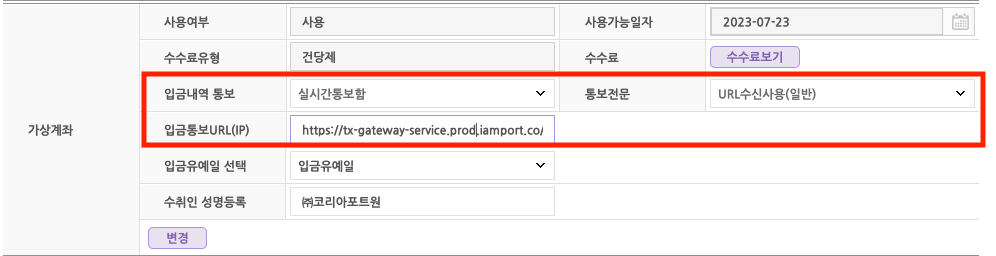 사용여부 사용 사용가능일자 2023-07-23
수수료유형 건당제 수수료 수수료보기
입금내역 통보 실시간통보함 통보전문 URL수신사용(일반)
가상계좌 입금통보URL(IP) https://tx-gateway-service.prod.iamport.co/
입금유예일 선택 입금유예일
수취인 성명등록 ㈜코리아포트원
변경